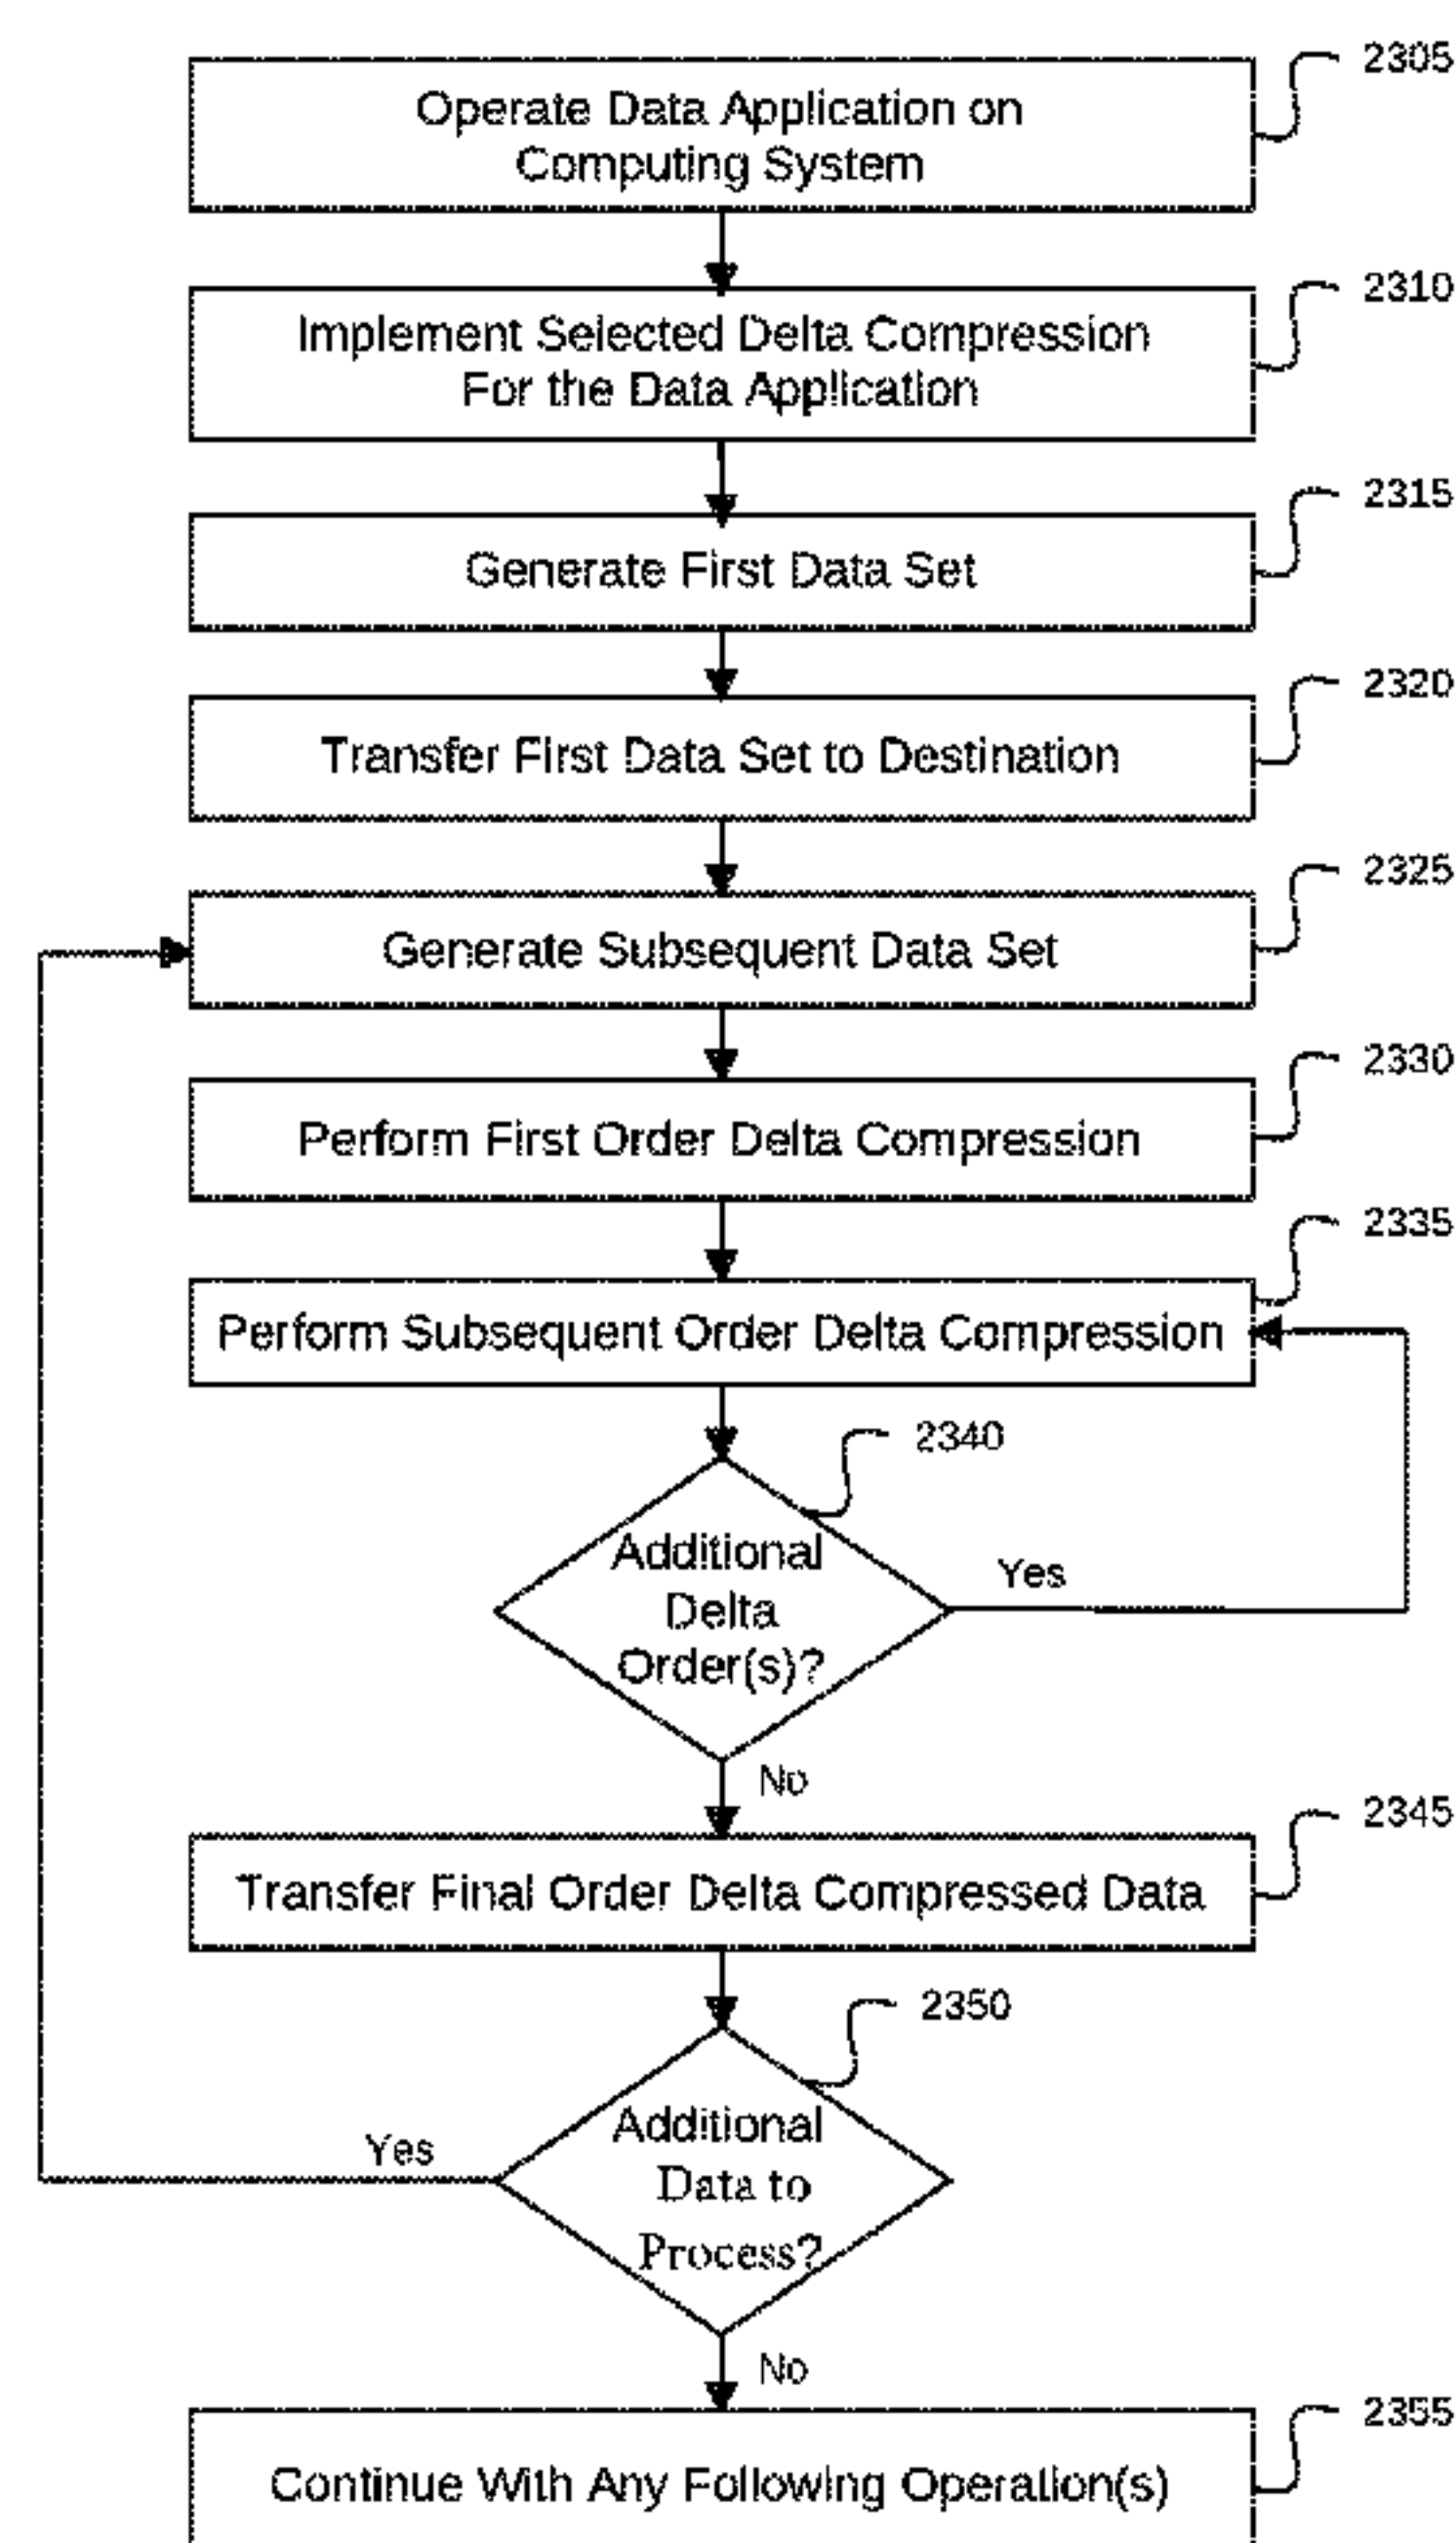 2305
Operate Data Application on
Computing System
2310
Implement Selected Delta Compression
For the Data Application
2315
Generate First Data Set
2320
Transfer First Data Set to Destination
2325
Generate Subsequent Data Set
2330
Perform First Order Delta Compression
2335
Perform Subsequent Order Delta Compression
2340
Additional
Delta
Order(s)?
Yes
No
2345
Transfer Final Order Delta Compressed Data
2350
Additional
Data to
Process?
Yes
No
2355
Continue With Any Following Operation(s)